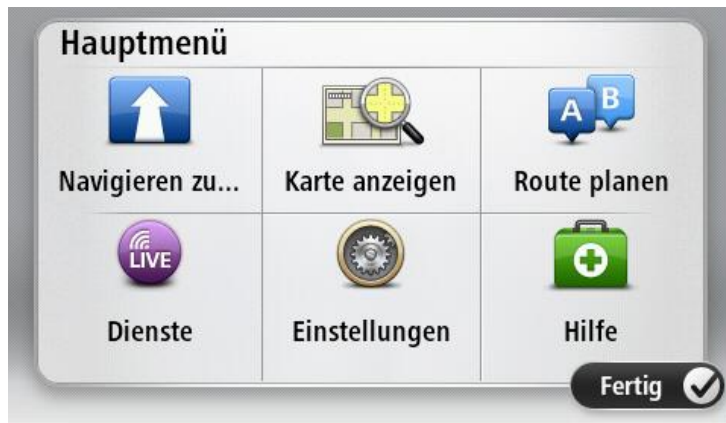 Hauptmenü
Navigieren zu...
Karte anzeigen
A B
Route planen
LIVE
Dienste
Einstellungen
Hilfe
Fertig